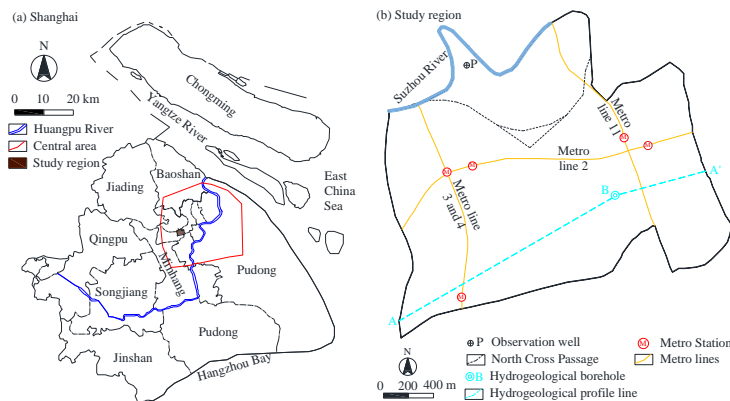 (a) Shanghai
N
0 10 20 km
Huangpu River
Central area
Study region
Chongming
Yangtze River
Baoshan
Jiading
East
China
Sea
Qingpu
Minhang
Pudong
Songjiang
Pudong
Jinshan
Hangzhou Bay
(b) Study region
P
Suzhou River
Metro
line 11
M
M
Metro
line 2
M
M
Metro line
3 and 4
B
A'
M
A
N
0 200 400 m
P Observation well
North Cross Passage
B Hydrogeological borehole
Hydrogeological profile line
M Metro Station
Metro lines